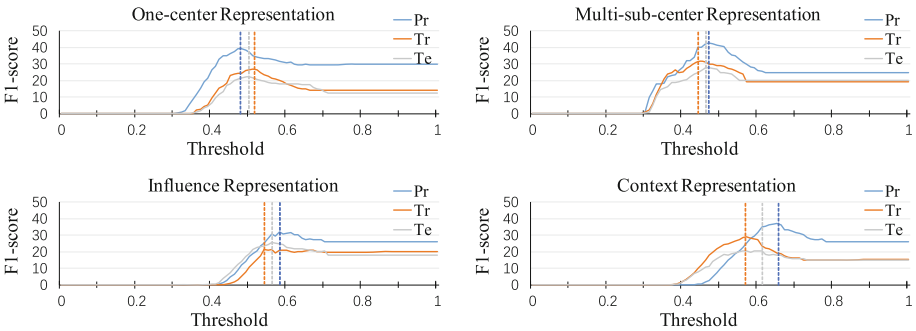 One-center Representation
Pr
Tr
Te
F1-score
50
40
30
20
10
0
0 0.2 0.4 0.6 0.8 1
Threshold
Multi-sub-center Representation
Pr
Tr
Te
F1-score
50
40
30
20
10
0
0 0.2 0.4 0.6 0.8 1
Threshold
Influence Representation
Pr
Tr
Te
F1-score
50
40
30
20
10
0
0 0.2 0.4 0.6 0.8 1
Threshold
Context Representation
Pr
Tr
Te
F1-score
50
40
30
20
10
0
0 0.2 0.4 0.6 0.8 1
Threshold